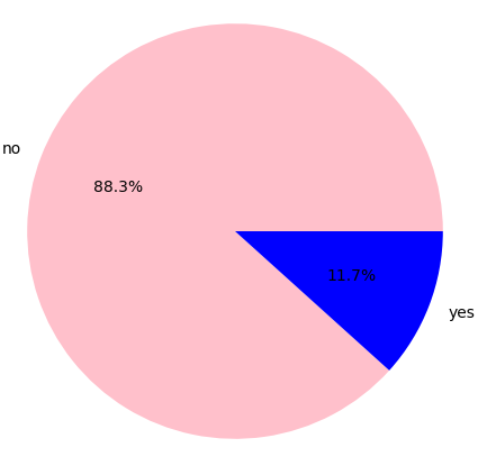 no
88.3%
11.7%
yes